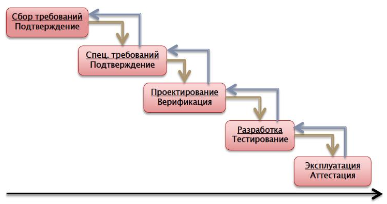 Сбор требований
Подтверждение
Спец. требований
Подтверждение
Проектирование
Верификация
Разработка
Тестирование
Эксплуатация
Аттестация